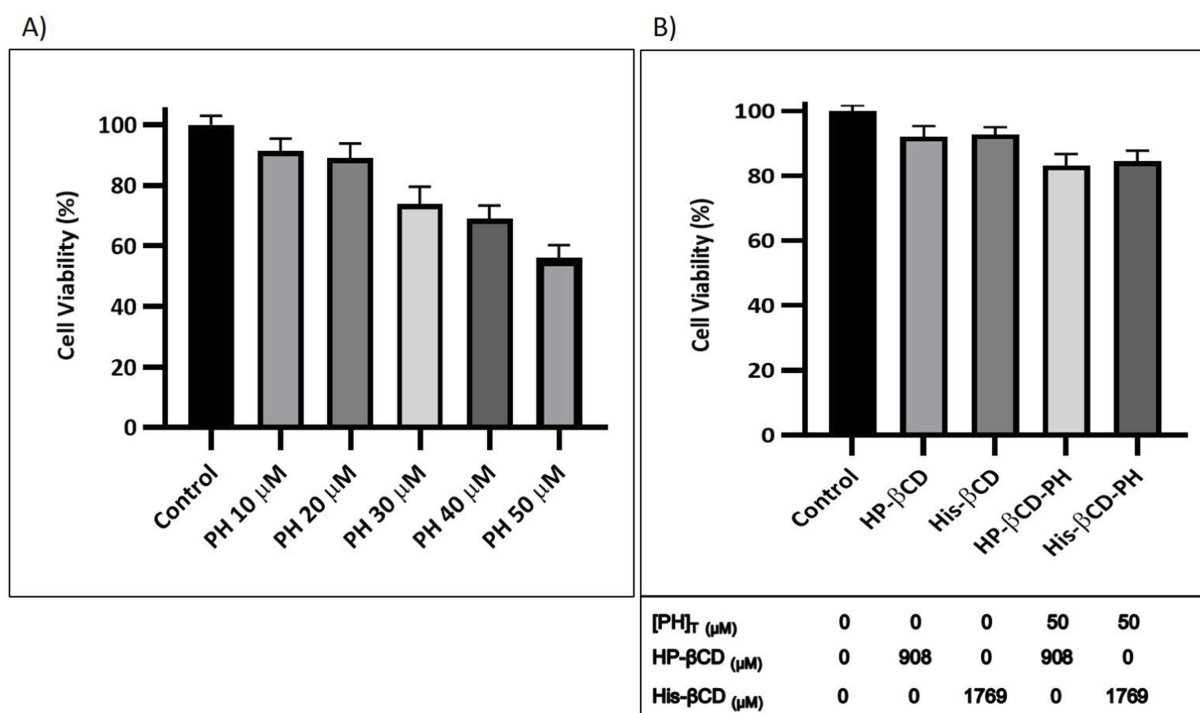 A)
Cell Viability (%)
100
80
60
40
20
0
Control
PH 10 μM
PH 20 μM
PH 30 μM
PH 40 μM
PH 50 μM
B)
Cell Viability (%)
100
80
60
40
20
0
Control
HP-βCD
His-βCD
HP-βCD-PH
His-βCD-PH
[PH]T (μM) 0 0 0 50 50
HP-βCD (μM) 0 908 0 908 0
His-βCD (μM) 0 0 1769 0 1769